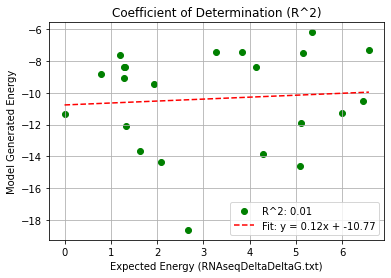 Coefficient of Determination (R^2)
Model Generated Energy
−6
−8
−10
−12
−14
−16
−18
R^2: 0.01
Fit: y = 0.12x + -10.77
0 1 2 3 4 5 6
Expected Energy (RNAseqDeltaDeltaG.txt)